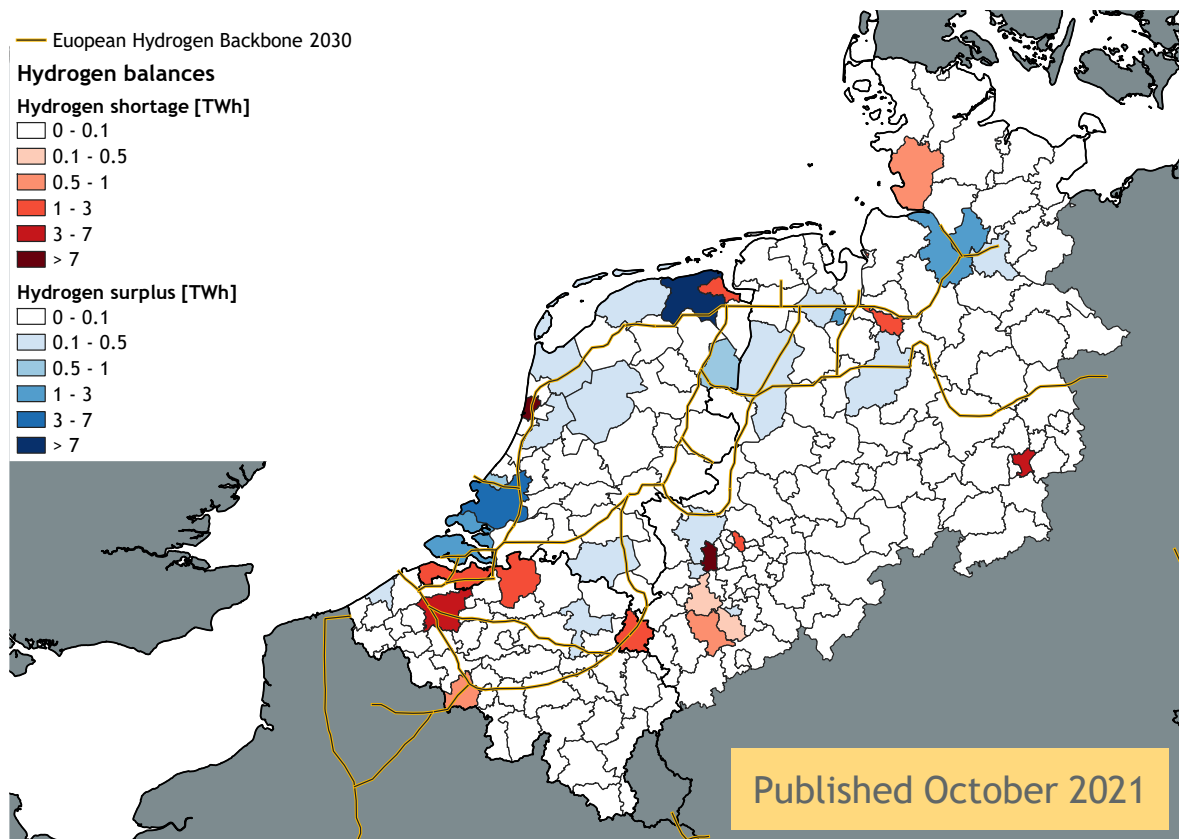 Euopean Hydrogen Backbone 2030
Hydrogen balances
Hydrogen shortage [TWh]
0 - 0.1
0.1 - 0.5
0.5 - 1
1 - 3
3 - 7
> 7
Hydrogen surplus [TWh]
0 - 0.1
0.1 - 0.5
0.5 - 1
1 - 3
3 - 7
> 7
Published October 2021